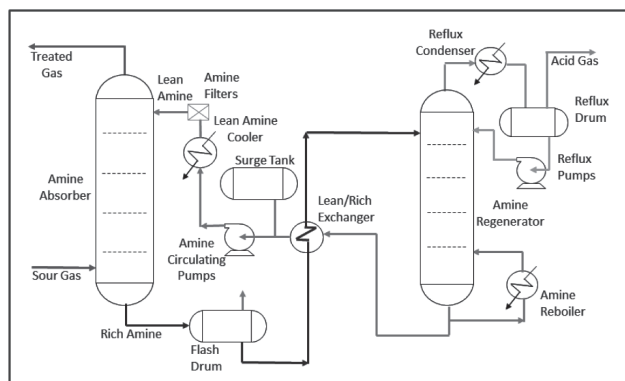 Treated
Gas
Lean
Amine
Amine
Filters
Lean Amine
Cooler
Surge Tank
Amine
Absorber
Lean/Rich
Exchanger
Amine
Circulating
Pumps
Sour Gas
Rich Amine
Flash
Drum
Reflux
Condenser
Acid Gas
Reflux
Drum
Reflux
Pumps
Amine
Regenerator
Amine
Reboiler